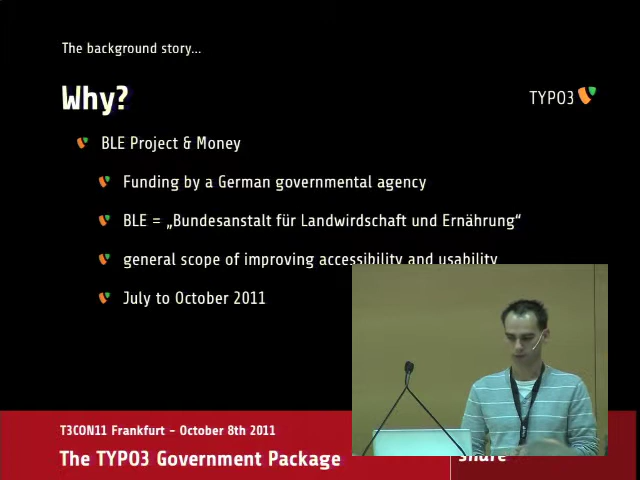 The background story...
Why?
TYPO3
BLE Project & Money
Funding by a German governmental agency
BLE = „Bundesanstalt für Landwirdschaft und Ernährung“
general scope of improving accessibility and usability
July to October 2011
T3CON11 Frankfurt - October 8th 2011
The TYPO3 Government Package
share